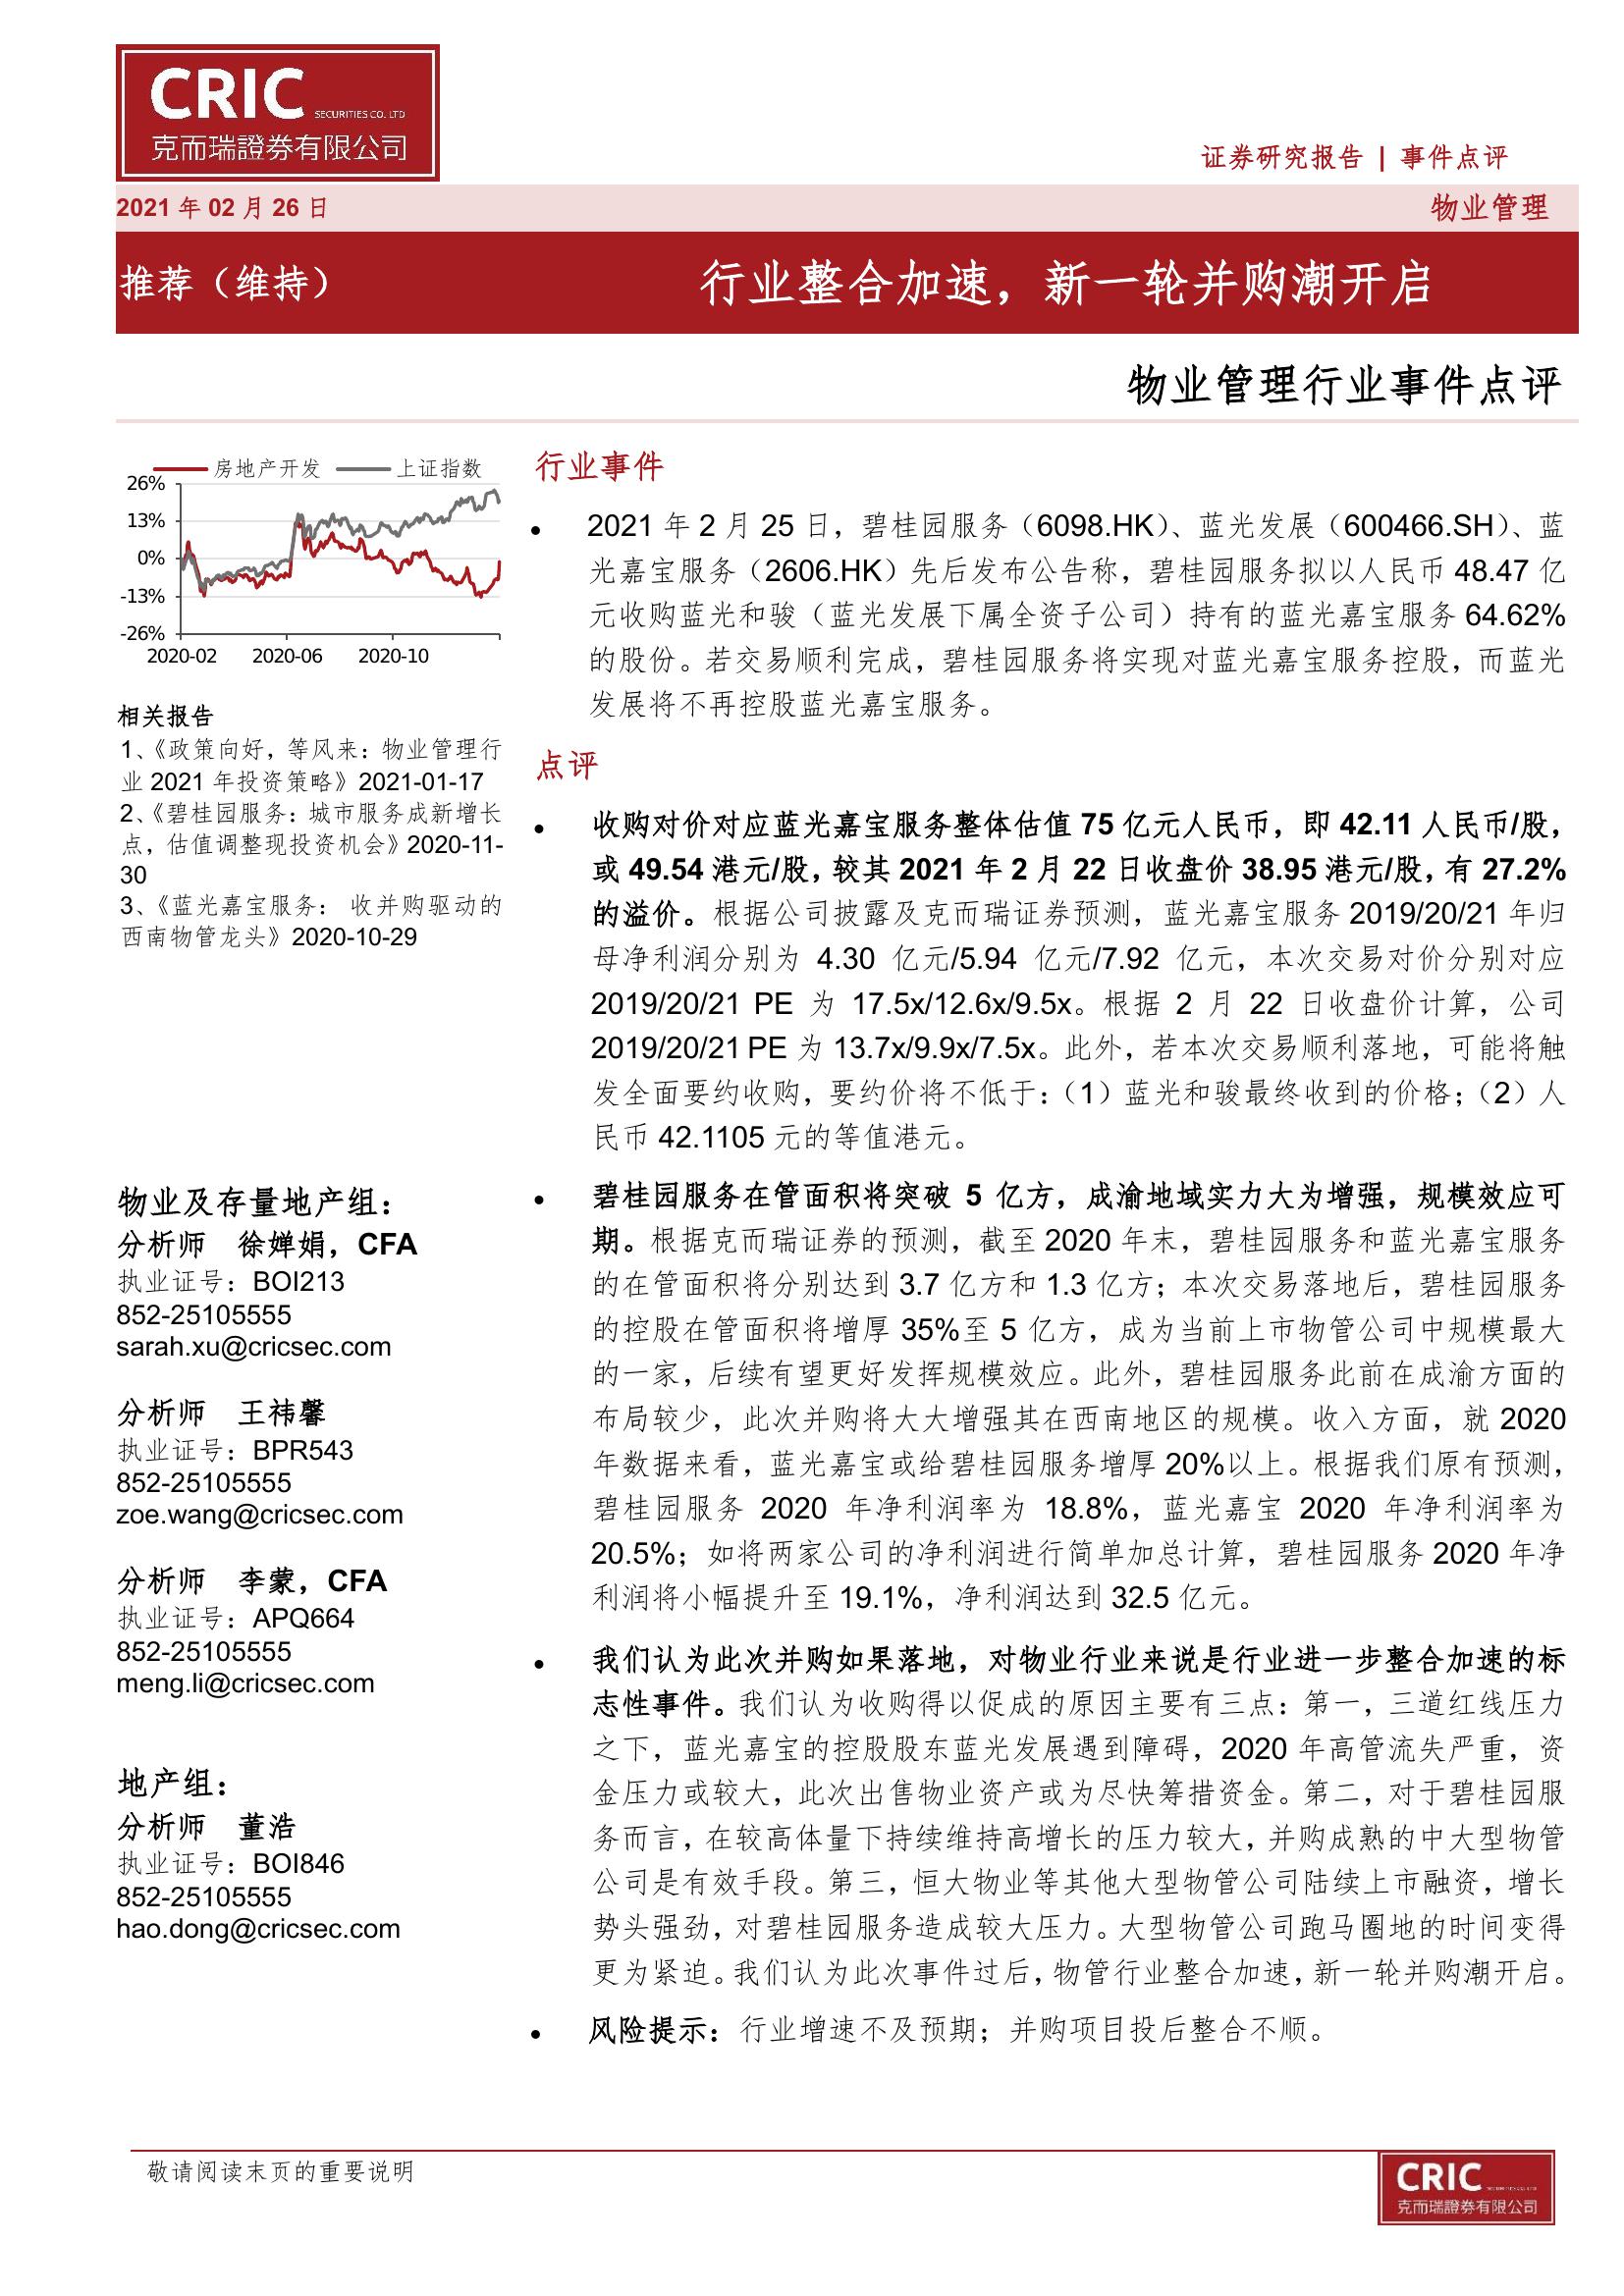 CRIC SECURITIES CO. LTD
克而瑞證券有限公司
证券研究报告 | 事件点评
2021 年 02 月 26 日
物业管理
推荐（维持）
行业整合加速，新一轮并购潮开启
物业管理行业事件点评
房地产开发 上证指数
26%
13%
0%
-13%
-26%
2020-02 2020-06 2020-10
相关报告
1、《政策向好，等风来：物业管理行
业 2021 年投资策略》2021-01-17
2、《碧桂园服务：城市服务成新增长
点，估值调整现投资机会》2020-11-
30
3、《蓝光嘉宝服务： 收并购驱动的
西南物管龙头》2020-10-29
物业及存量地产组：
分析师 徐婵娟，CFA
执业证号：BOI213
852-25105555
sarah.xu@cricsec.com
分析师 王祎馨
执业证号：BPR543
852-25105555
zoe.wang@cricsec.com
分析师 李蒙，CFA
执业证号：APQ664
852-25105555
meng.li@cricsec.com
地产组：
分析师 董浩
执业证号：BOI846
852-25105555
hao.dong@cricsec.com
行业事件
• 2021 年 2 月 25 日，碧桂园服务（6098.HK）、蓝光发展（600466.SH）、蓝
光嘉宝服务（2606.HK）先后发布公告称，碧桂园服务拟以人民币 48.47 亿
元收购蓝光和骏（蓝光发展下属全资子公司）持有的蓝光嘉宝服务 64.62%
的股份。若交易顺利完成，碧桂园服务将实现对蓝光嘉宝服务控股，而蓝光
发展将不再控股蓝光嘉宝服务。
点评
• 收购对价对应蓝光嘉宝服务整体估值 75 亿元人民币，即 42.11 人民币/股，
或 49.54 港元/股，较其 2021 年 2 月 22 日收盘价 38.95 港元/股，有 27.2%
的溢价。根据公司披露及克而瑞证券预测，蓝光嘉宝服务 2019/20/21 年归
母净利润分别为 4.30 亿元/5.94 亿元/7.92 亿元，本次交易对价分别对应
2019/20/21 PE 为 17.5x/12.6x/9.5x。根据 2 月 22 日收盘价计算，公司
2019/20/21 PE 为 13.7x/9.9x/7.5x。此外，若本次交易顺利落地，可能将触
发全面要约收购，要约价将不低于：（1）蓝光和骏最终收到的价格；（2）人
民币 42.1105 元的等值港元。
• 碧桂园服务在管面积将突破 5 亿方，成渝地域实力大为增强，规模效应可
期。根据克而瑞证券的预测，截至 2020 年末，碧桂园服务和蓝光嘉宝服务
的在管面积将分别达到 3.7 亿方和 1.3 亿方；本次交易落地后，碧桂园服务
的控股在管面积将增厚 35%至 5 亿方，成为当前上市物管公司中规模最大
的一家，后续有望更好发挥规模效应。此外，碧桂园服务此前在成渝方面的
布局较少，此次并购将大大增强其在西南地区的规模。收入方面，就 2020
年数据来看，蓝光嘉宝或给碧桂园服务增厚 20%以上。根据我们原有预测，
碧桂园服务 2020 年净利润率为 18.8%，蓝光嘉宝 2020 年净利润率为
20.5%；如将两家公司的净利润进行简单加总计算，碧桂园服务 2020 年净
利润将小幅提升至 19.1%，净利润达到 32.5 亿元。
• 我们认为此次并购如果落地，对物业行业来说是行业进一步整合加速的标
志性事件。我们认为收购得以促成的原因主要有三点：第一，三道红线压力
之下，蓝光嘉宝的控股股东蓝光发展遇到障碍，2020 年高管流失严重，资
金压力或较大，此次出售物业资产或为尽快筹措资金。第二，对于碧桂园服
务而言，在较高体量下持续维持高增长的压力较大，并购成熟的中大型物管
公司是有效手段。第三，恒大物业等其他大型物管公司陆续上市融资，增长
势头强劲，对碧桂园服务造成较大压力。大型物管公司跑马圈地的时间变得
更为紧迫。我们认为此次事件过后，物管行业整合加速，新一轮并购潮开启。
• 风险提示：行业增速不及预期；并购项目投后整合不顺。
敬请阅读末页的重要说明
CRIC
克而瑞證券有限公司